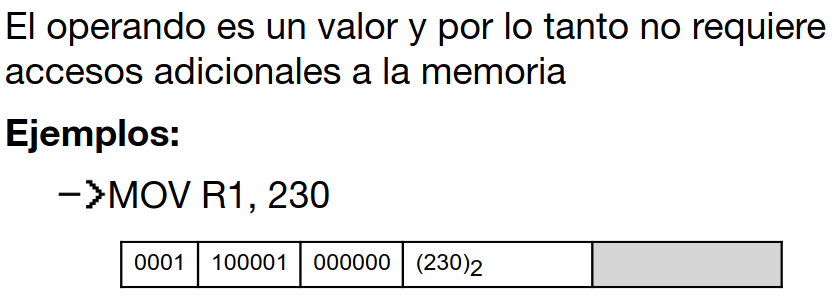 El operando es un valor y por lo tanto no requiere
accesos adicionales a la memoria
Ejemplos:
–>MOV R1, 230
0001 100001 000000 (230)2